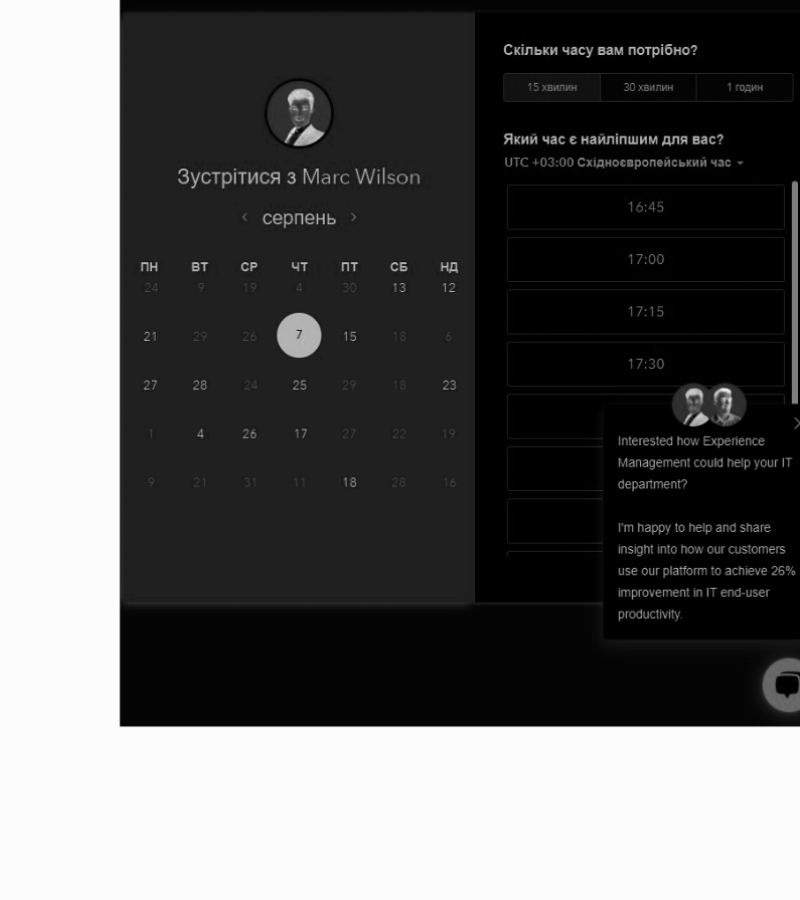 Зустрітися з Marc Wilson
‹ серпень ›
ПН ВТ СР ЧТ ПТ СБ НД
24 9 19 4 30 13 12
21 29 26 7 15 18 6
27 28 24 25 29 18 23
1 4 26 17 27 22 19
9 21 31 11 18 28 16
Скільки часу вам потрібно?
15 хвилин 30 хвилин 1 годин
Який час є найліпшим для вас?
UTC +03:00 Східноєвропейський час
16:45
17:00
17:15
17:30
Interested how Experience
Management could help your IT
department?
I'm happy to help and share
insight into how our customers
use our platform to achieve 26%
improvement in IT end-user
productivity.